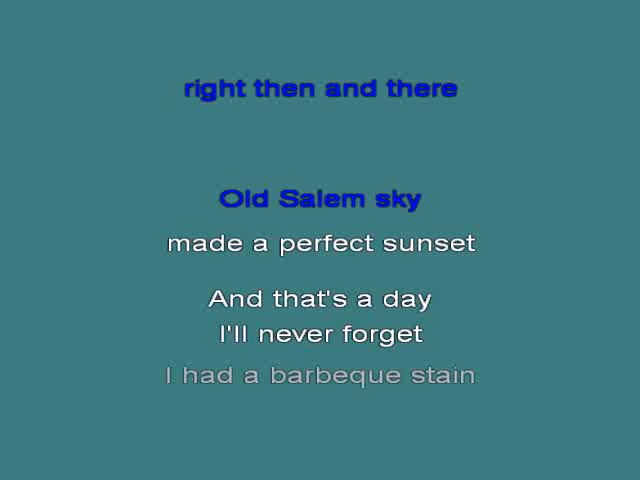 right then and there
Old Salem sky
made a perfect sunset
And that's a day
I'll never forget
I had a barbeque stain